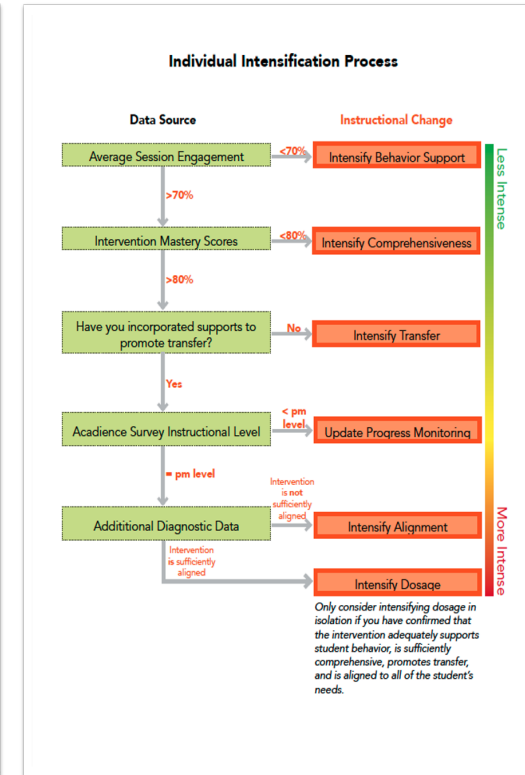 Individual Intensification Process
Data Source
Instructional Change
Average Session Engagement
<70%
Intensify Behavior Support
>70%
Intervention Mastery Scores
<80%
Intensify Comprehensiveness
>80%
Have you incorporated supports to
promote transfer?
No
Intensify Transfer
Yes
Acadience Survey Instructional Level
< pm
level
Update Progress Monitoring
= pm level
Addititional Diagnostic Data
Intervention
is not
sufficiently
aligned
Intensify Alignment
Intervention
is sufficiently
aligned
Intensify Dosage
Only consider intensifying dosage in
isolation if you have confirmed that
the intervention adequately supports
student behavior, is sufficiently
comprehensive, promotes transfer,
and is aligned to all of the student's
needs.
Less Intense
More Intense